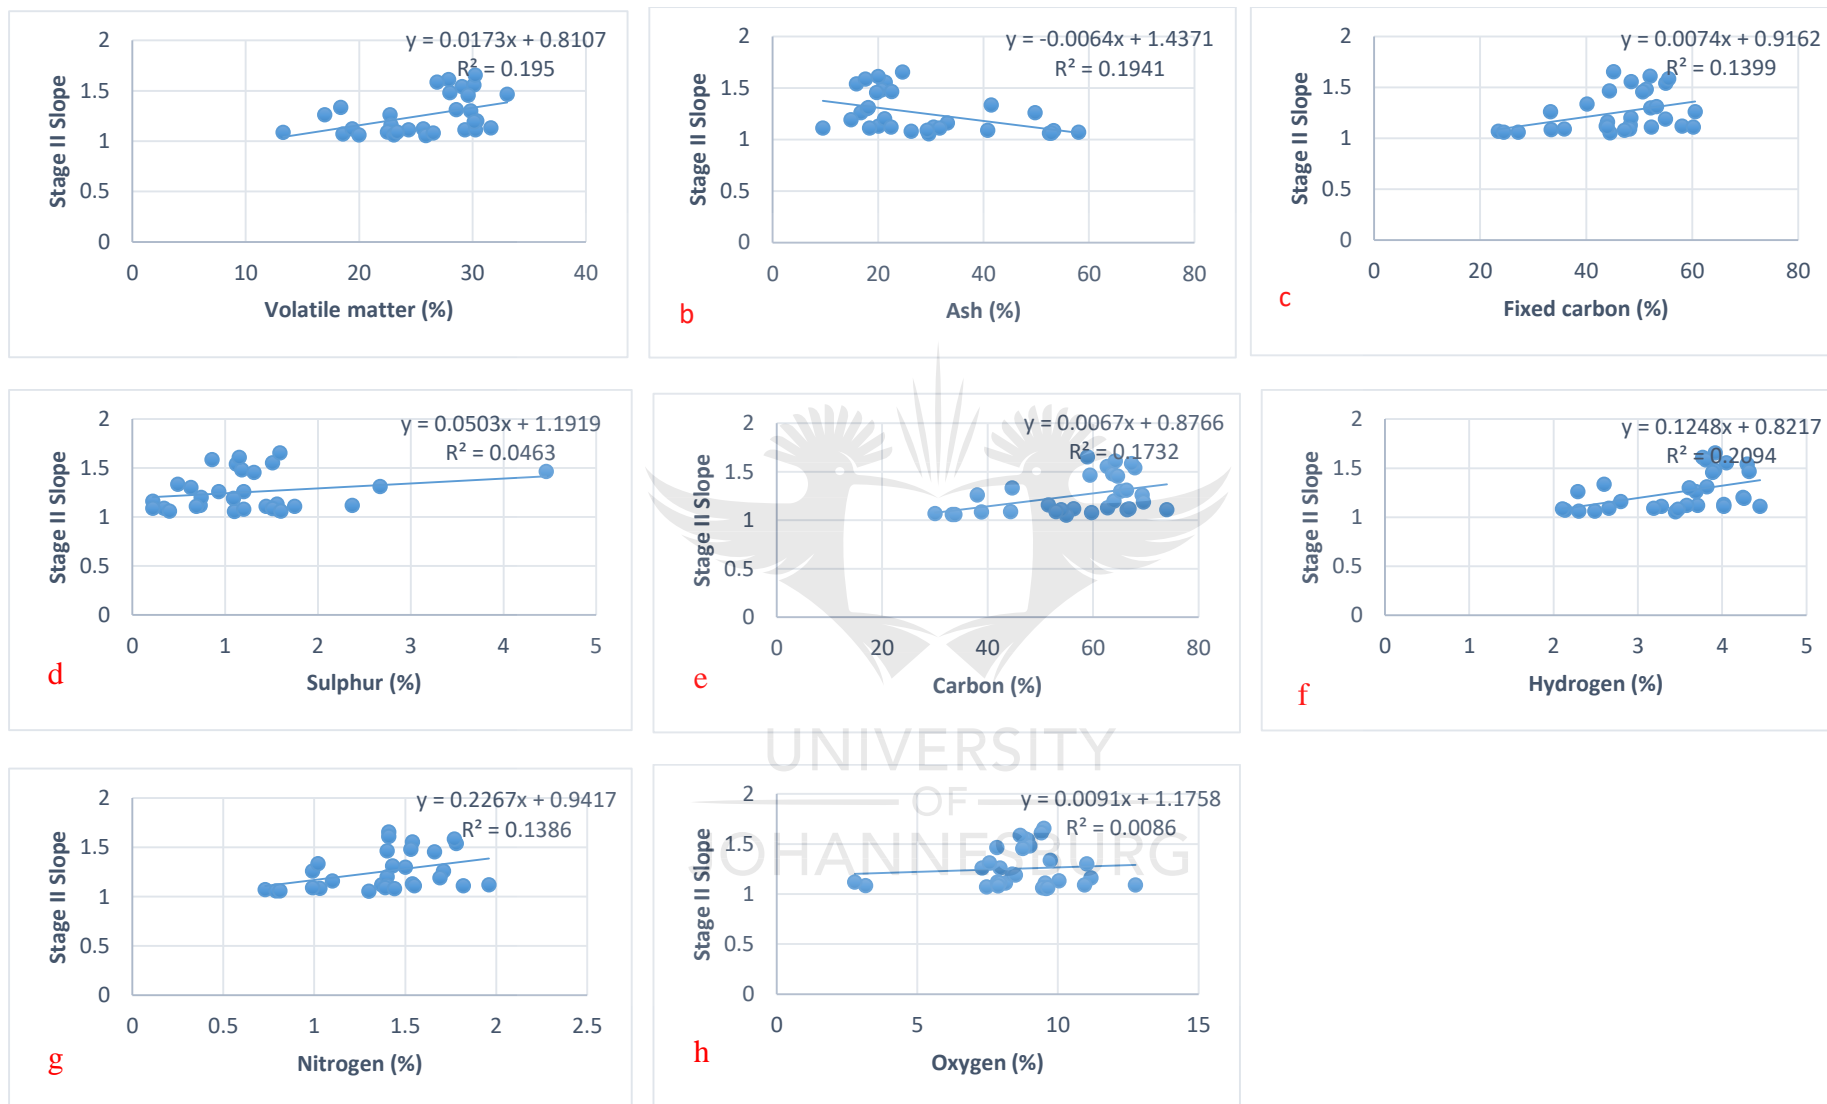 y = 0.0173x + 0.8107
R² = 0.195
2
1.5
1
0.5
0
Stage II Slope
0 10 20 30 40
Volatile matter (%)
y = -0.0064x + 1.4371
R² = 0.1941
2
1.5
1
0.5
0
Stage II Slope
0 20 40 60 80
Ash (%)
b
y = 0.0074x + 0.9162
R² = 0.1399
2
1.5
1
0.5
0
Stage II Slope
0 20 40 60 80
Fixed carbon (%)
c
y = 0.0503x + 1.1919
R² = 0.0463
2
1.5
1
0.5
0
Stage II Slope
0 1 2 3 4 5
Sulphur (%)
d
y = 0.0067x + 0.8766
R² = 0.1732
2
1.5
1
0.5
0
Stage II Slope
0 20 40 60 80
Carbon (%)
e
y = 0.1248x + 0.8217
R² = 0.2094
2
1.5
1
0.5
0
Stage II Slope
0 1 2 3 4 5
Hydrogen (%)
f
UNIVERSITY
OF
JOHANNESBURG
y = 0.2267x + 0.9417
R² = 0.1386
2
1.5
1
0.5
0
Stage II Slope
0 0.5 1 1.5 2 2.5
Nitrogen (%)
g
y = 0.0091x + 1.1758
R² = 0.0086
2
1.5
1
0.5
0
Stage II Slope
0 5 10 15
Oxygen (%)
h